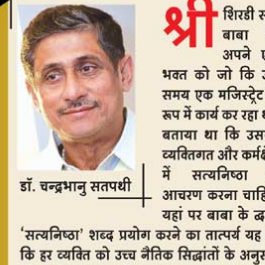 श्री शिरडी
बाबा
अपने
भक्त को जो कि
समय एक मजिस्ट्रेट
रूप में कार्य कर रहा
बताया था कि उस
व्यक्तिगत और कर्मक्षे
में सत्यनिष्ठा
आचरण करना चाहि
यहां पर बाबा के द्व
डॉ. चन्द्रभानु सतपथी
'सत्यनिष्ठा' शब्द प्रयोग करने का तात्पर्य यह
कि हर व्यक्ति को उच्च नैतिक सिद्धांतों के अनुस